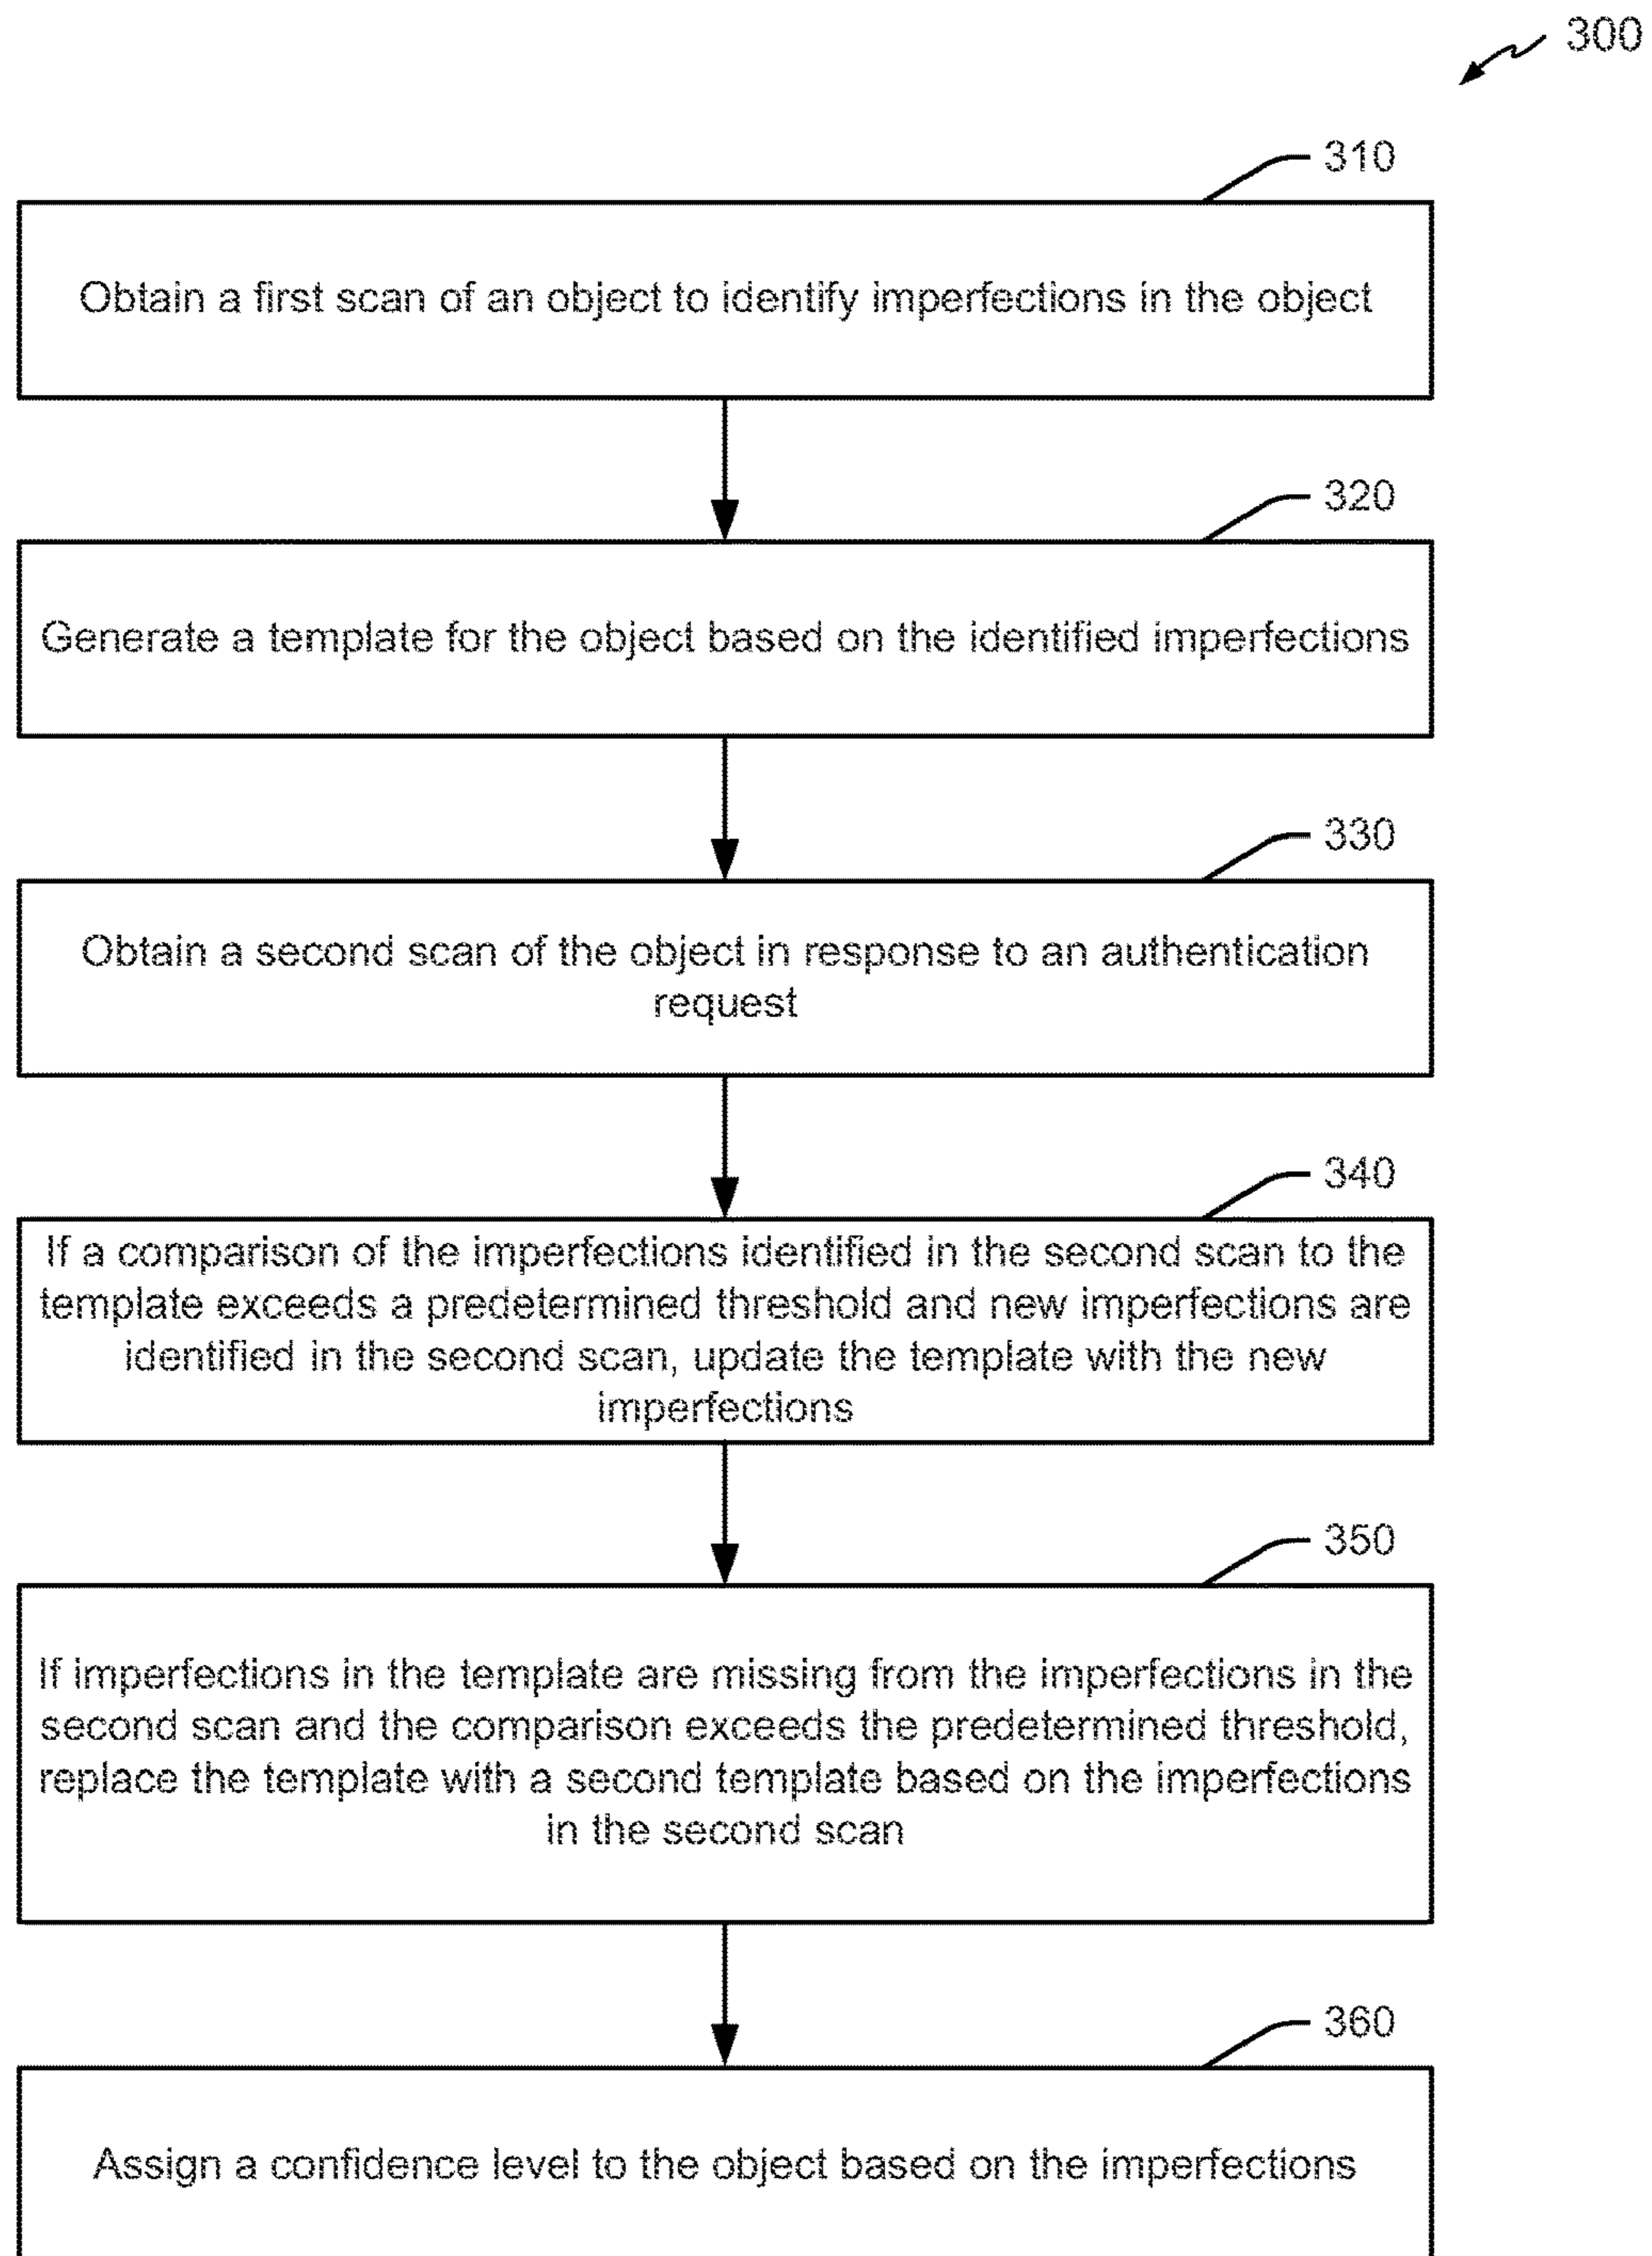 300
310
Obtain a first scan of an object to identify imperfections in the object
320
Generate a template for the object based on the identified imperfections
330
Obtain a second scan of the object in response to an authentication
request
340
If a comparison of the imperfections identified in the second scan to the
template exceeds a predetermined threshold and new imperfections are
identified in the second scan, update the template with the new
imperfections
350
If imperfections in the template are missing from the imperfections in the
second scan and the comparison exceeds the predetermined threshold,
replace the template with a second template based on the imperfections
in the second scan
360
Assign a confidence level to the object based on the imperfections